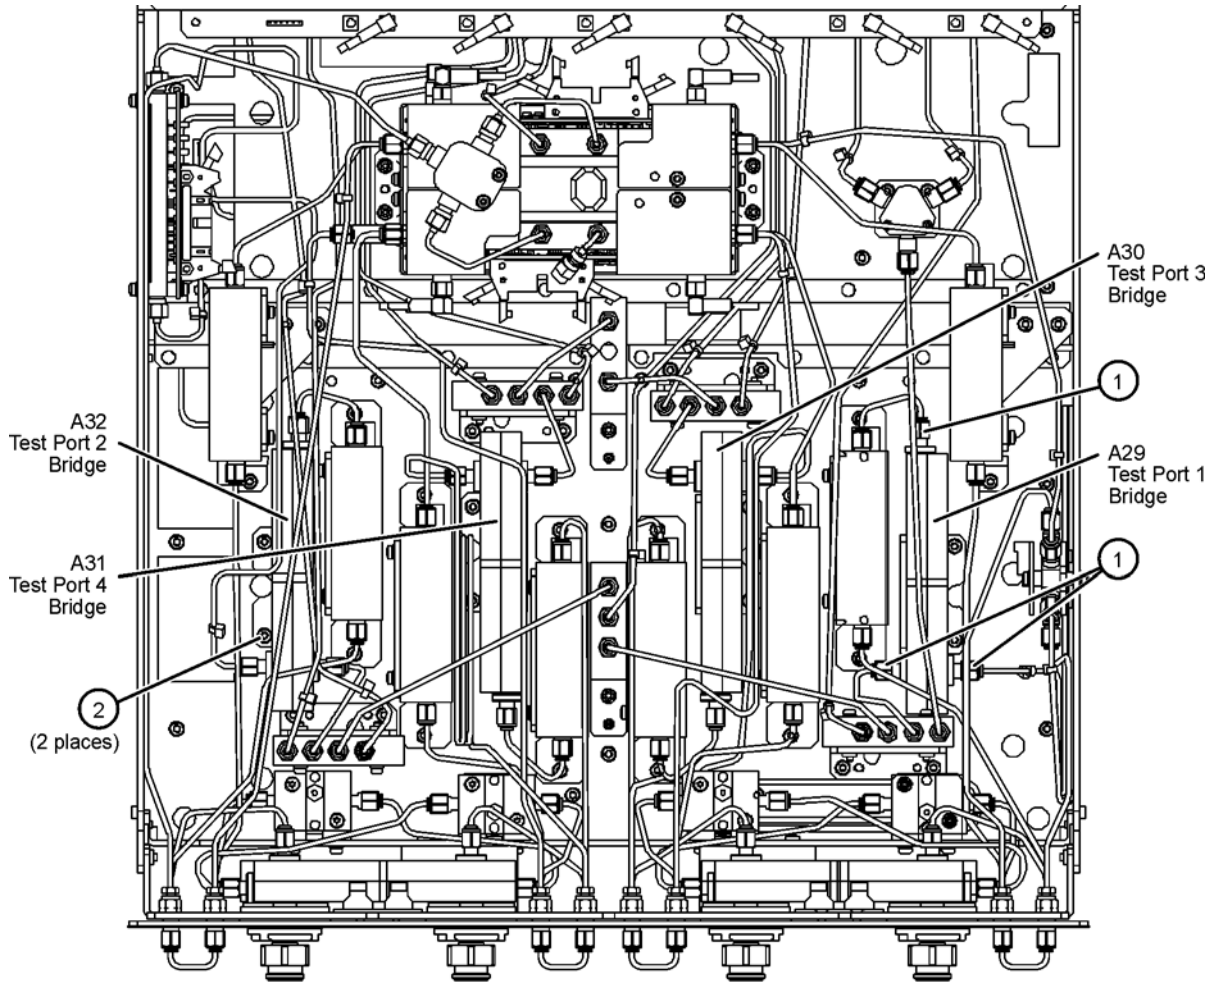 A30
Test Port 3
Bridge
1
A32
Test Port 2
Bridge
A29
Test Port 1
Bridge
A31
Test Port 4
Bridge
1
2
(2 places)